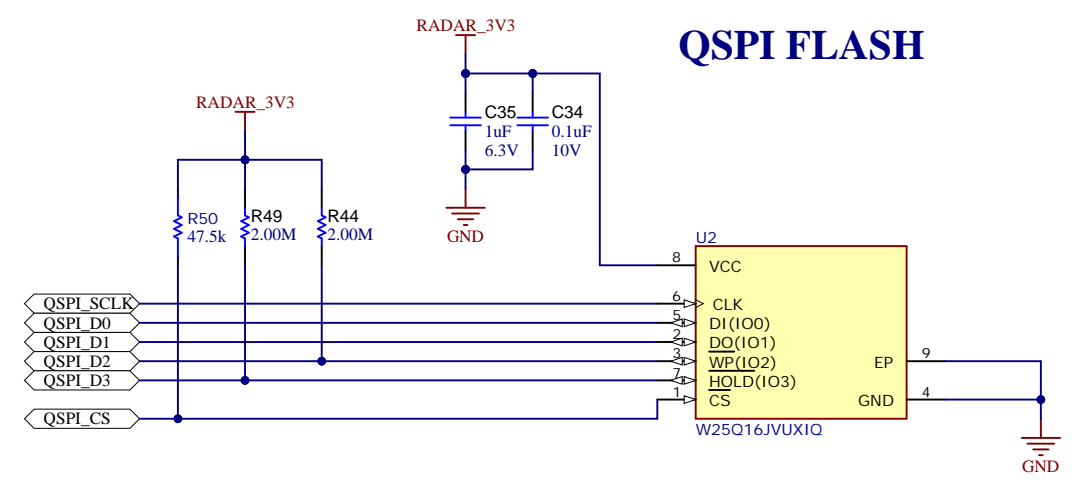 RADAR_3V3
QSPI FLASH
C35
1uF
6.3V
C34
0.1uF
10V
GND
RADAR_3V3
R50
47.5k
R49
2.00M
R44
2.00M
U2
8 VCC
QSPI_SCLK 6 CLK
QSPI_D0 5 DI(IO0)
QSPI_D1 2 DO(IO1)
QSPI_D2 3 WP(IO2)
QSPI_D3 7 HOLD(IO3)
QSPI_CS 1 CS
EP 9
GND 4
W25Q16JVUXIQ
GND